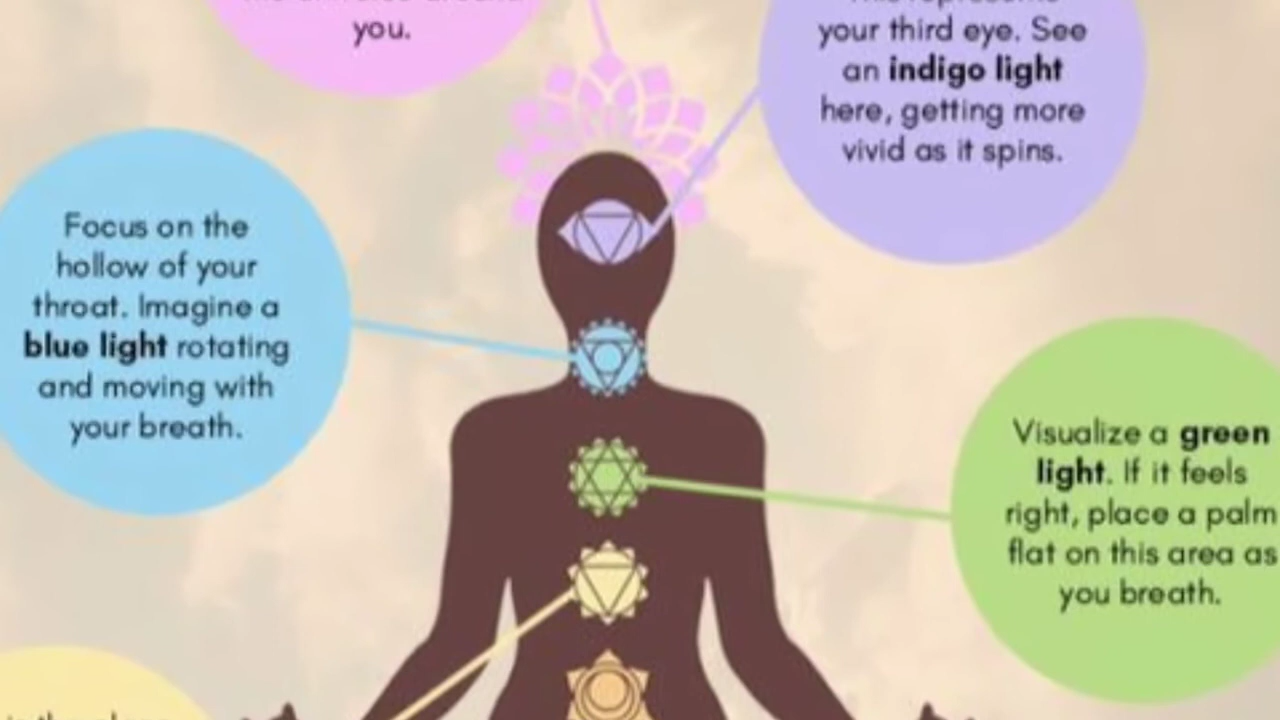 you.
your third eye. See
an indigo light
here, getting more
vivid as it spins.
Focus on the
hollow of your
throat. Imagine a
blue light rotating
and moving with
your breath.
Visualize a green
light. If it feels
right, place a palm
flat on this area as
you breath.